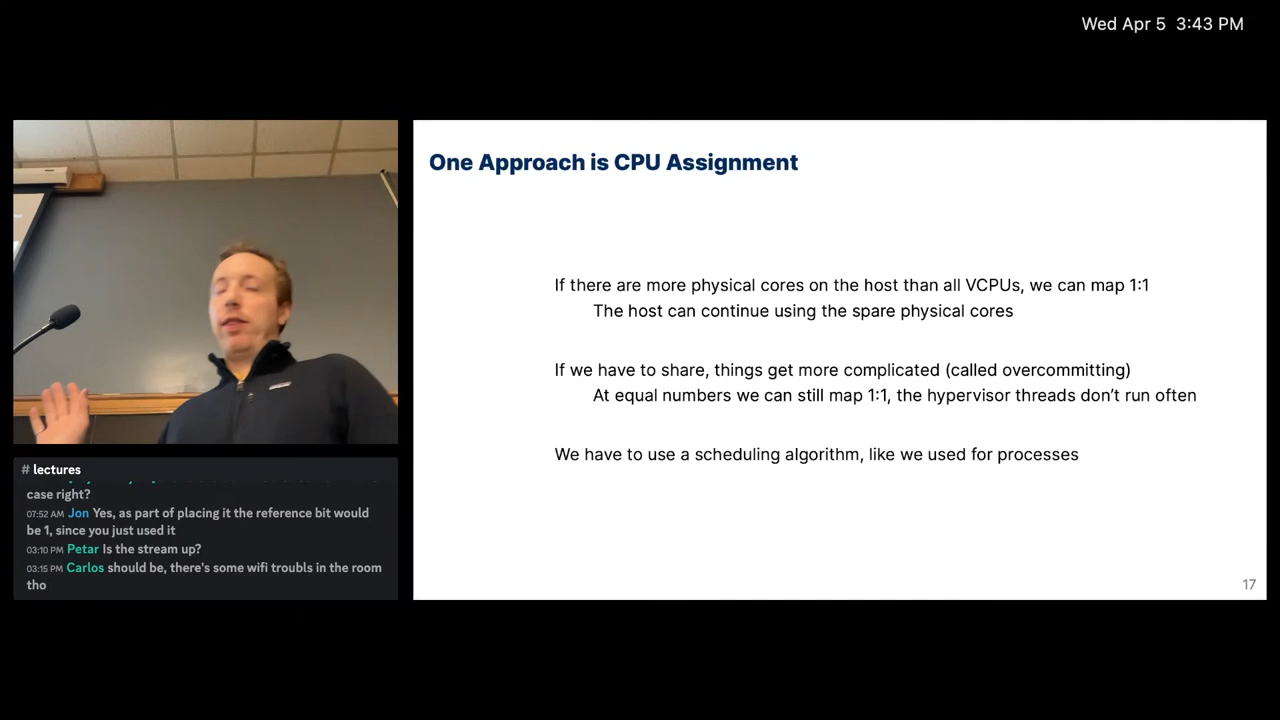 Wed Apr 5 3:43 PM
One Approach is CPU Assignment
If there are more physical cores on the host than all VCPUs, we can map 1:1
The host can continue using the spare physical cores
If we have to share, things get more complicated (called overcommitting)
At equal numbers we can still map 1:1, the hypervisor threads don't run often
We have to use a scheduling algorithm, like we used for processes
17
# lectures
case right?
07:52 AM Jon Yes, as part of placing it the reference bit would
be 1, since you just used it
03:10 PM Petar Is the stream up?
03:15 PM Carlos should be, there's some wifi troubls in the room
tho